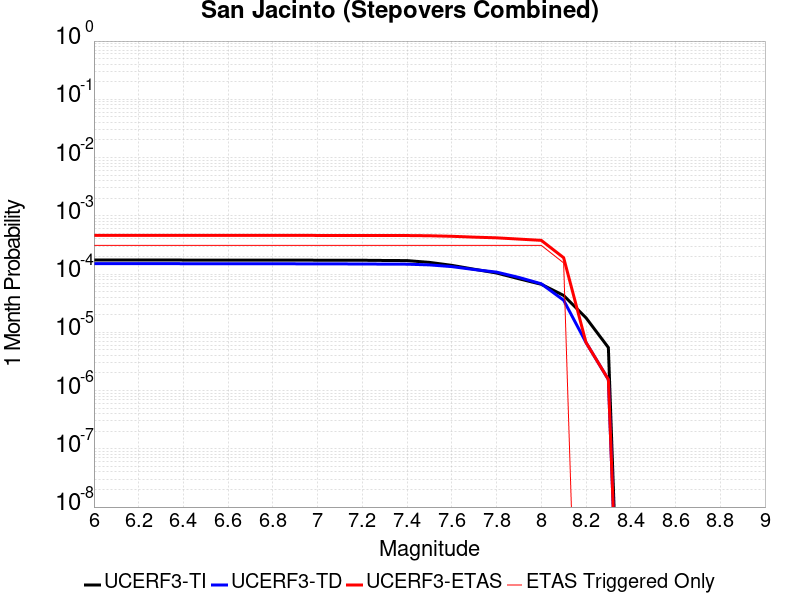 San Jacinto (Stepovers Combined)
10^0
10^-1
10^-2
10^-3
10^-4
10^-5
10^-6
10^-7
10^-8
1 Month Probability
6 6.2 6.4 6.6 6.8 7 7.2 7.4 7.6 7.8 8 8.2 8.4 8.6 8.8 9
Magnitude
UCERF3-TI UCERF3-TD UCERF3-ETAS ETAS Triggered Only